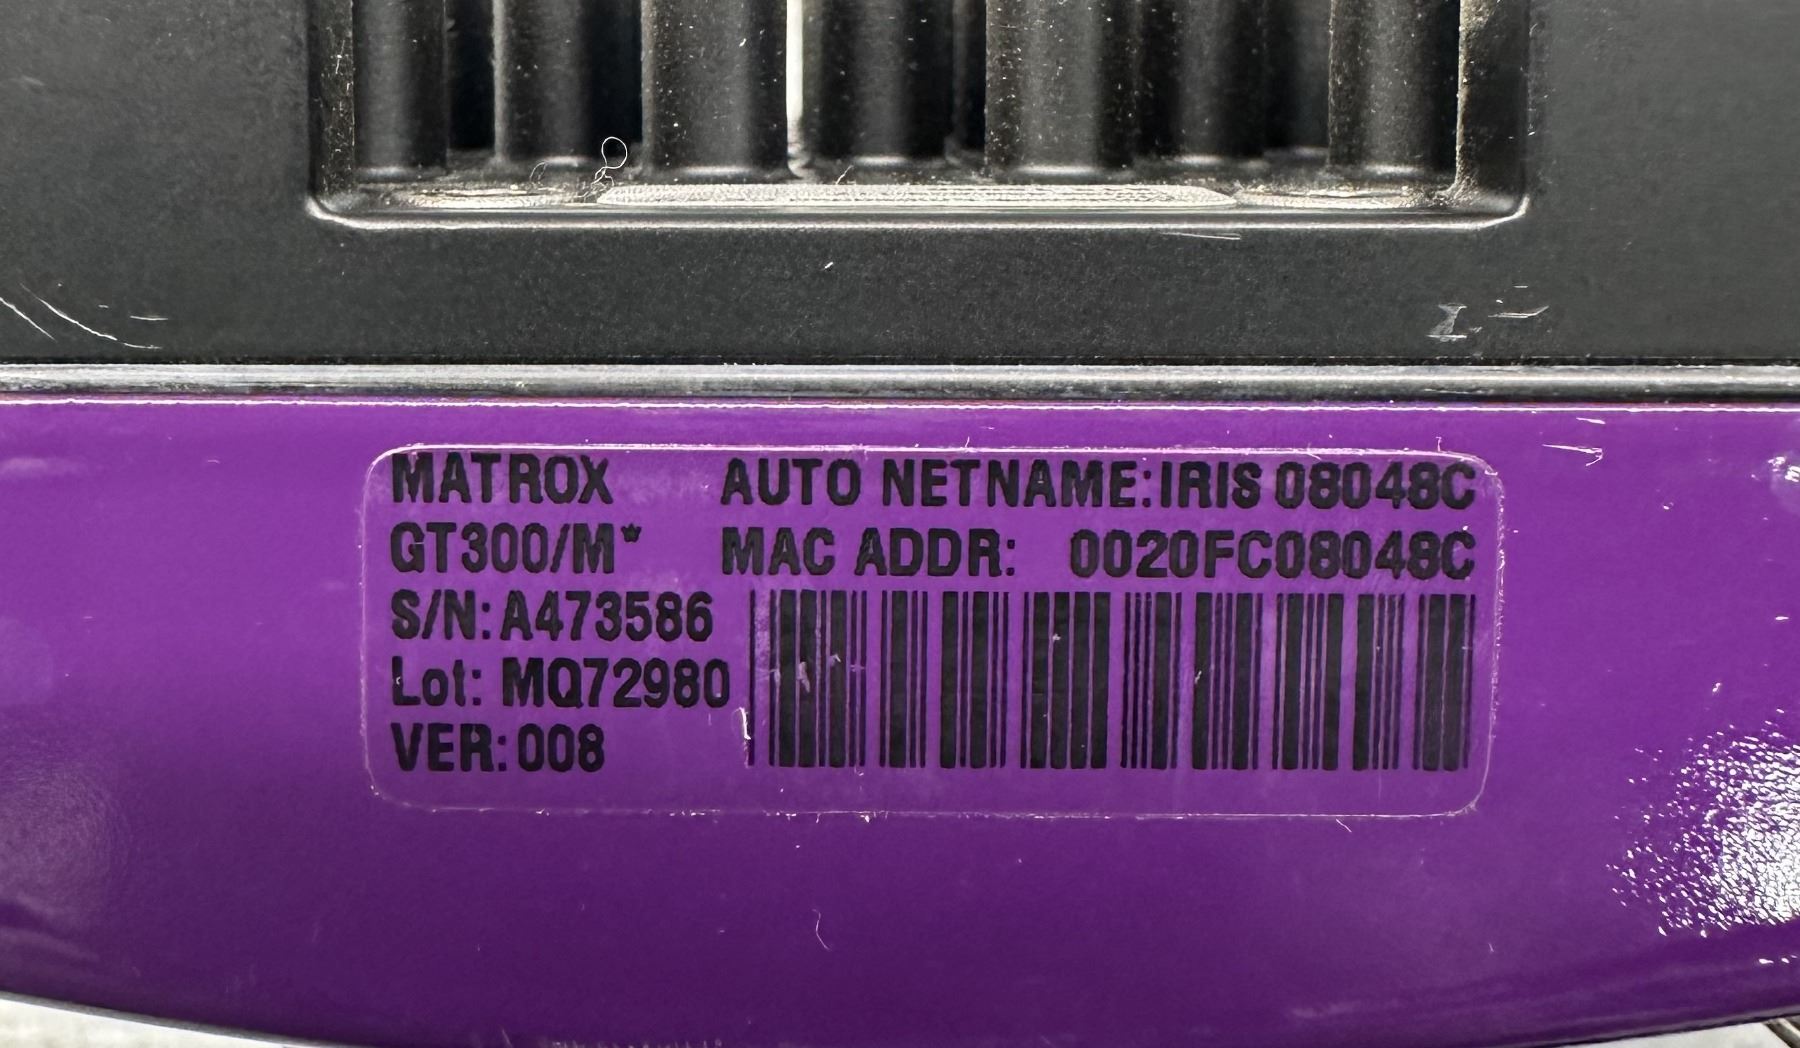 MATROX AUTO NETNAME:IRIS 08048C
GT300/M* MAC ADDR: 0020FC08048C
S/N: A473586
Lot: MQ72980
VER: 008